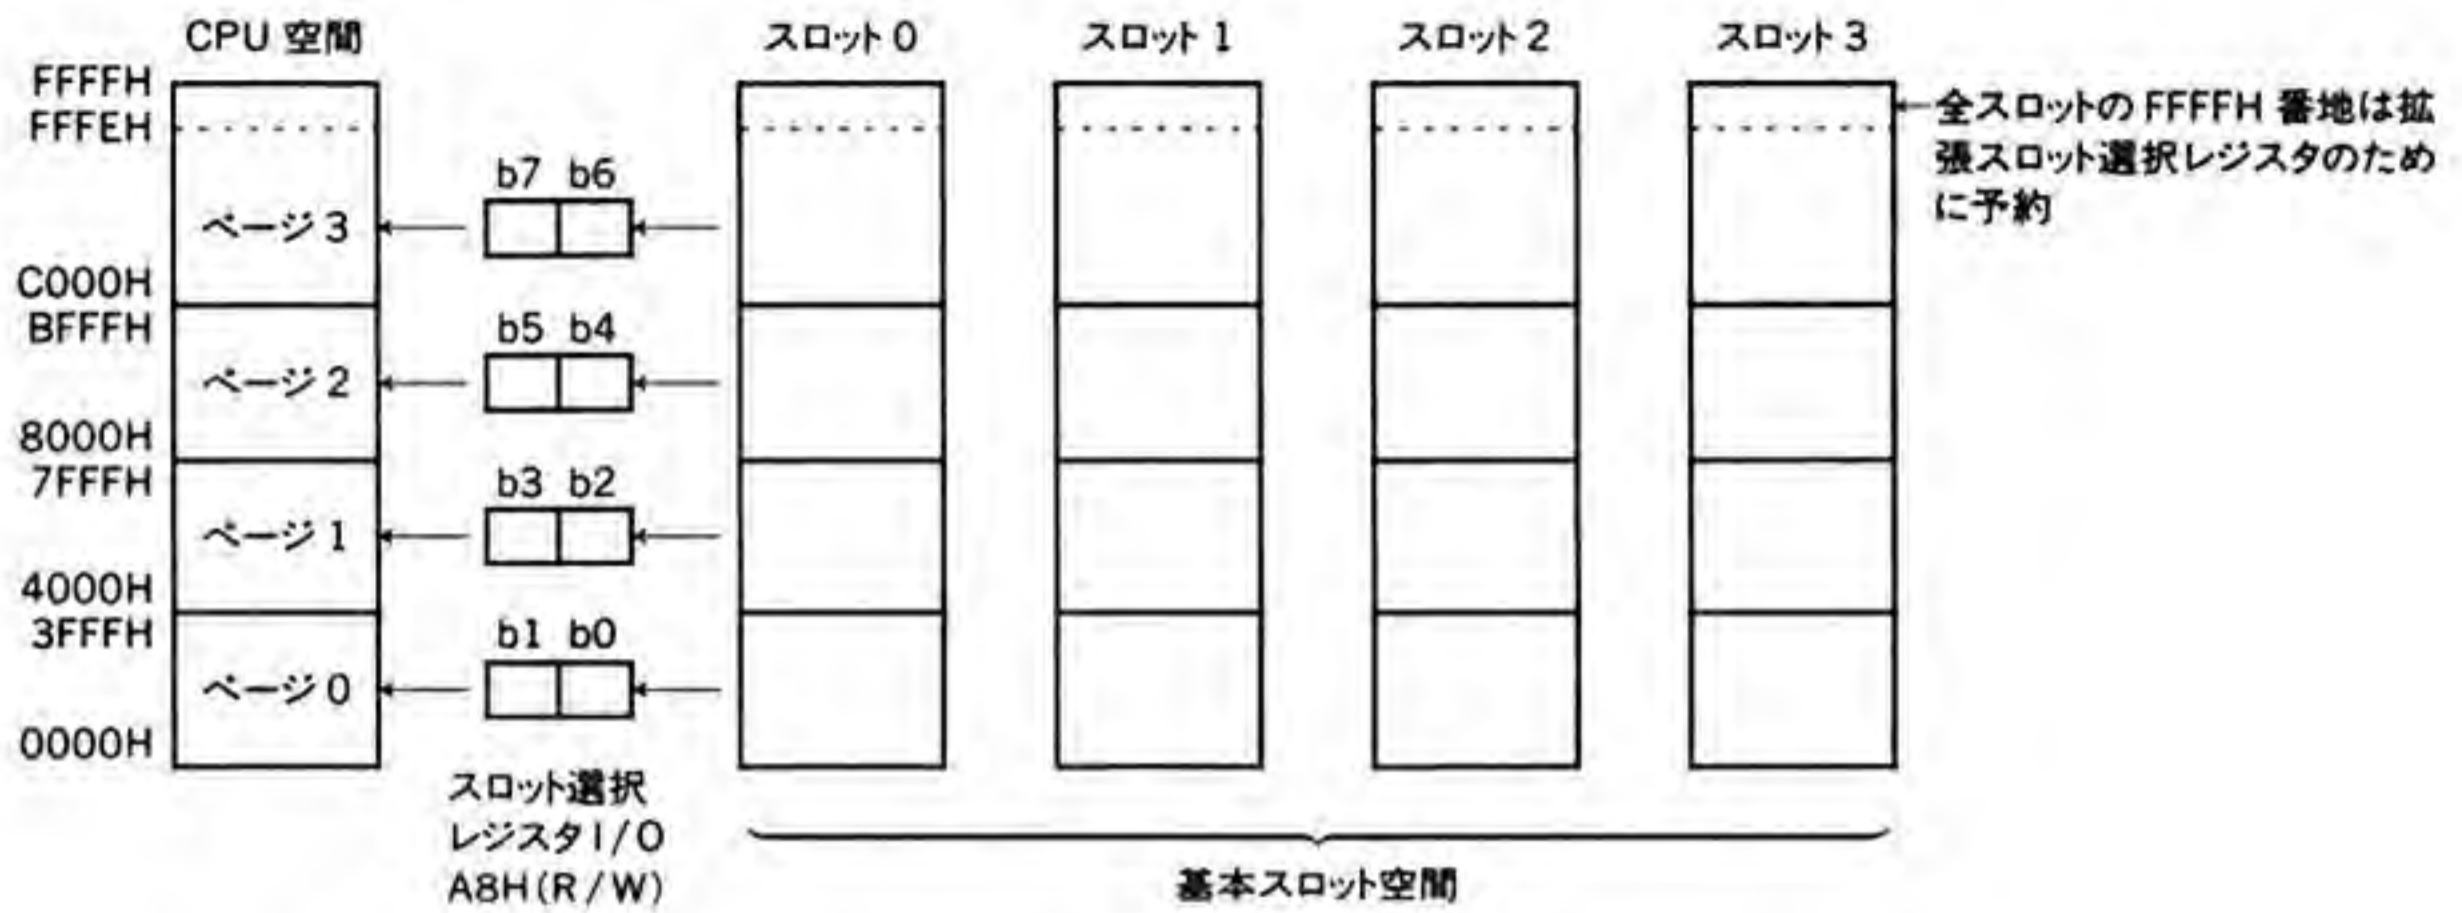 CPU 空間
スロット 0
スロット 1
スロット 2
スロット 3
FFFFH
FFFEH
全スロットの FFFFH 番地は拡
張スロット選択レジスタのため
に予約
b7 b6
ページ 3
C000H
BFFFH
b5 b4
ページ 2
8000H
7FFFH
b3 b2
ページ 1
4000H
3FFFH
b1 b0
ページ 0
0000H
スロット選択
レジスタ I/O
A8H (R/W)
基本スロット空間